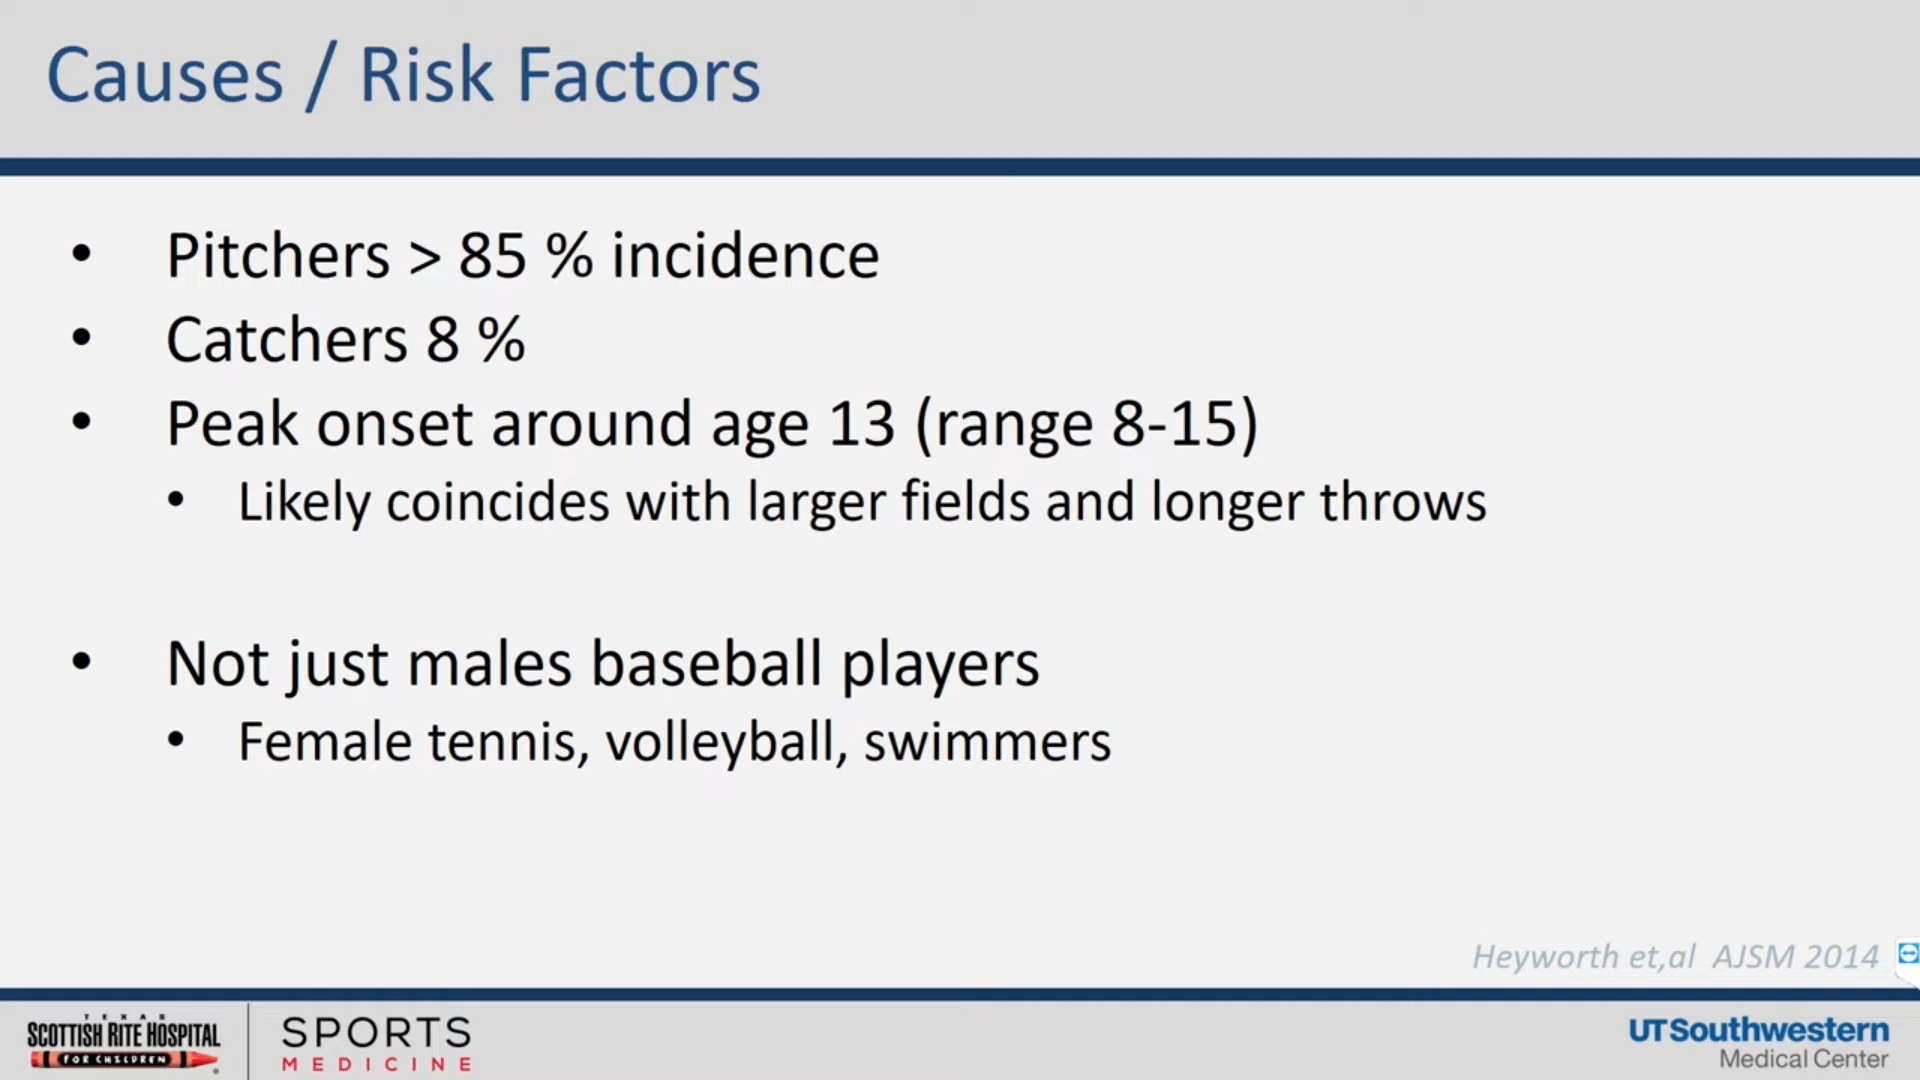 Causes / Risk Factors
• Pitchers > 85 % incidence
• Catchers 8 %
• Peak onset around age 13 (range 8-15)
• Likely coincides with larger fields and longer throws
• Not just males baseball players
• Female tennis, volleyball, swimmers
Heyworth et,al AJSM 2014
TEXAS
SCOTTISH RITE HOSPITAL
FOR CHILDREN
SPORTS
MEDICINE
UTSouthwestern
Medical Center